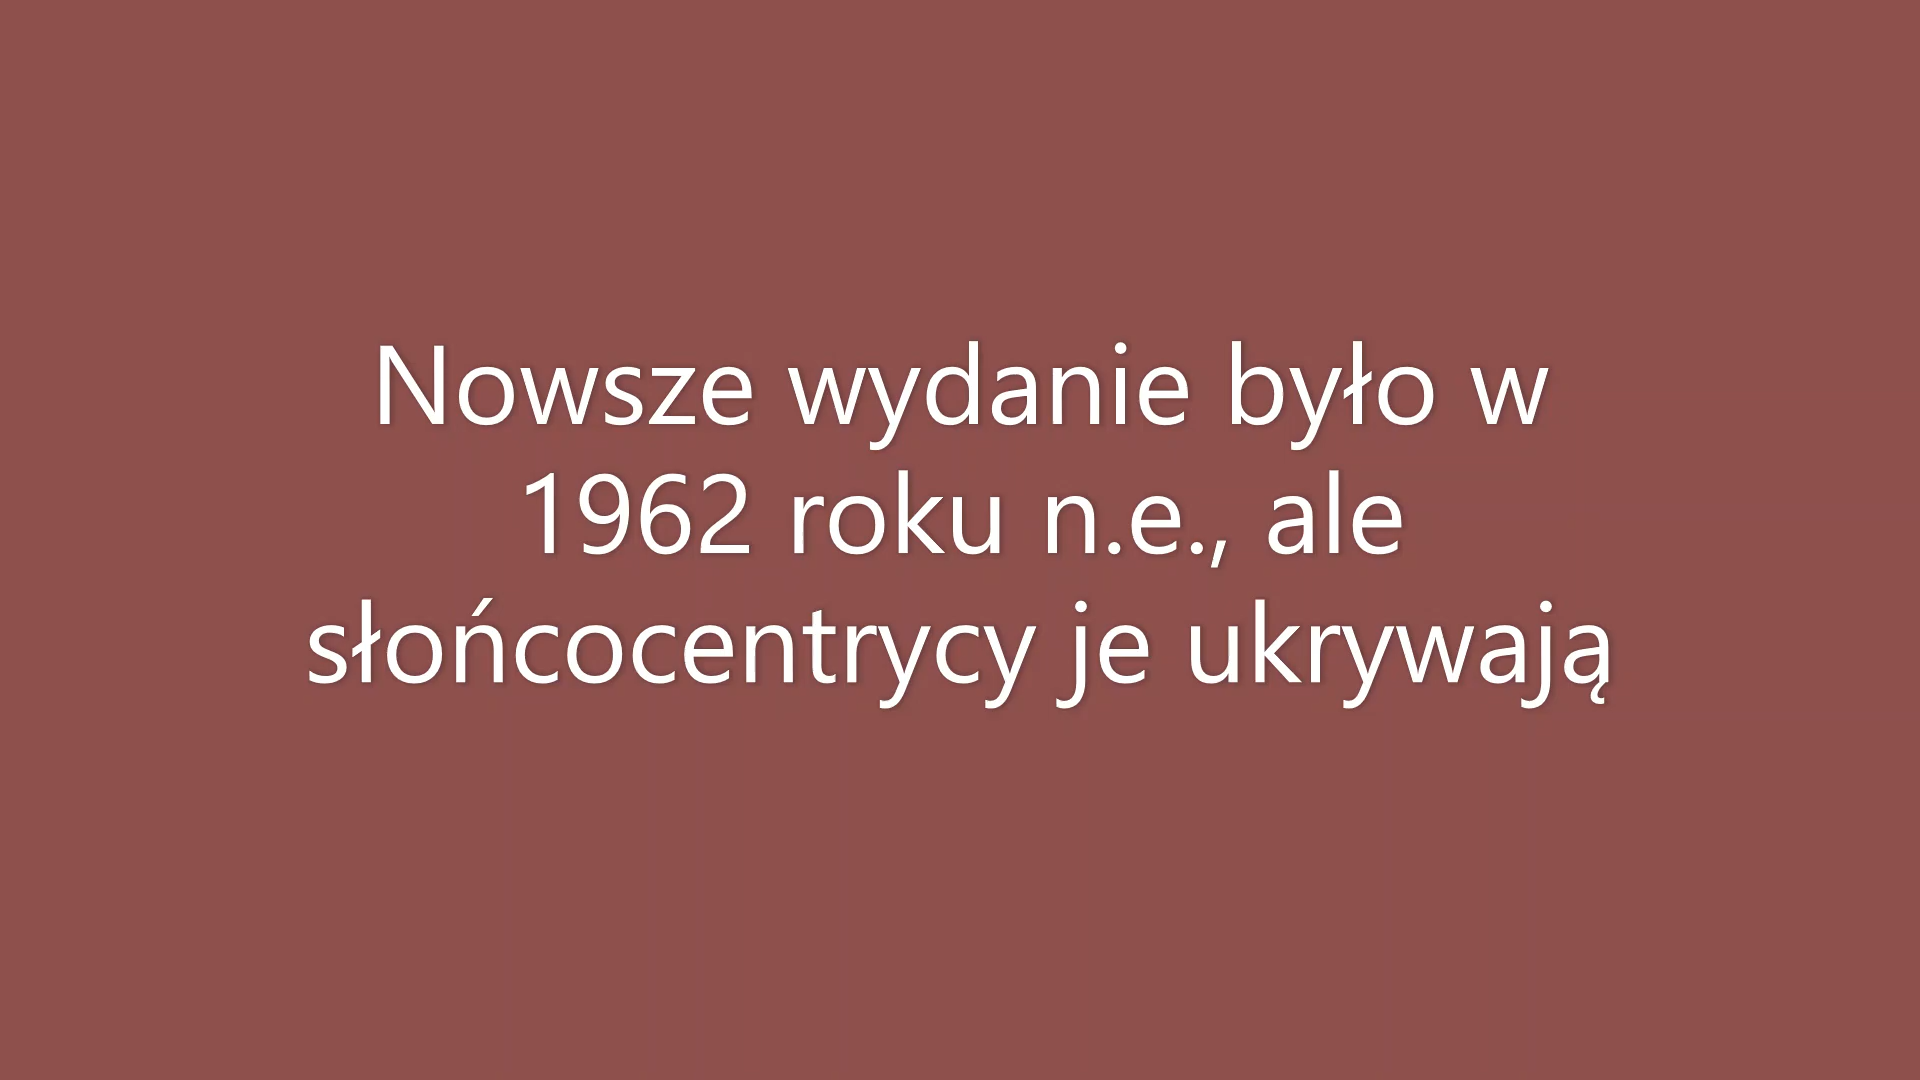 Nowsze wydanie było w
1962 roku n.e., ale
słońcocentrycy je ukrywają